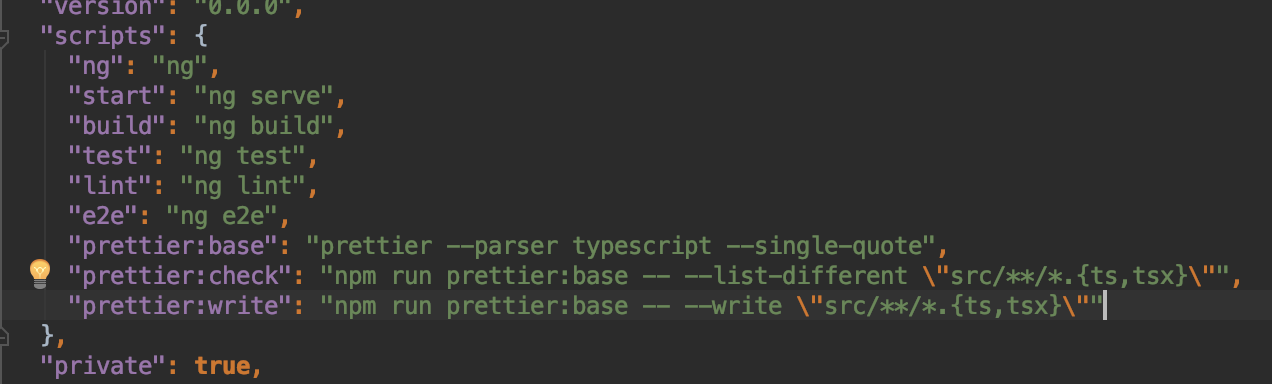 "version": "0.0.0",
"scripts": {
"ng": "ng",
"start": "ng serve",
"build": "ng build",
"test": "ng test",
"lint": "ng lint",
"e2e": "ng e2e",
"prettier:base": "prettier --parser typescript --single-quote",
"prettier:check": "npm run prettier:base -- --list-different \"src/**/*.{ts,tsx}\"",
"prettier:write": "npm run prettier:base -- --write \"src/**/*.{ts,tsx}\""
},
"private": true,